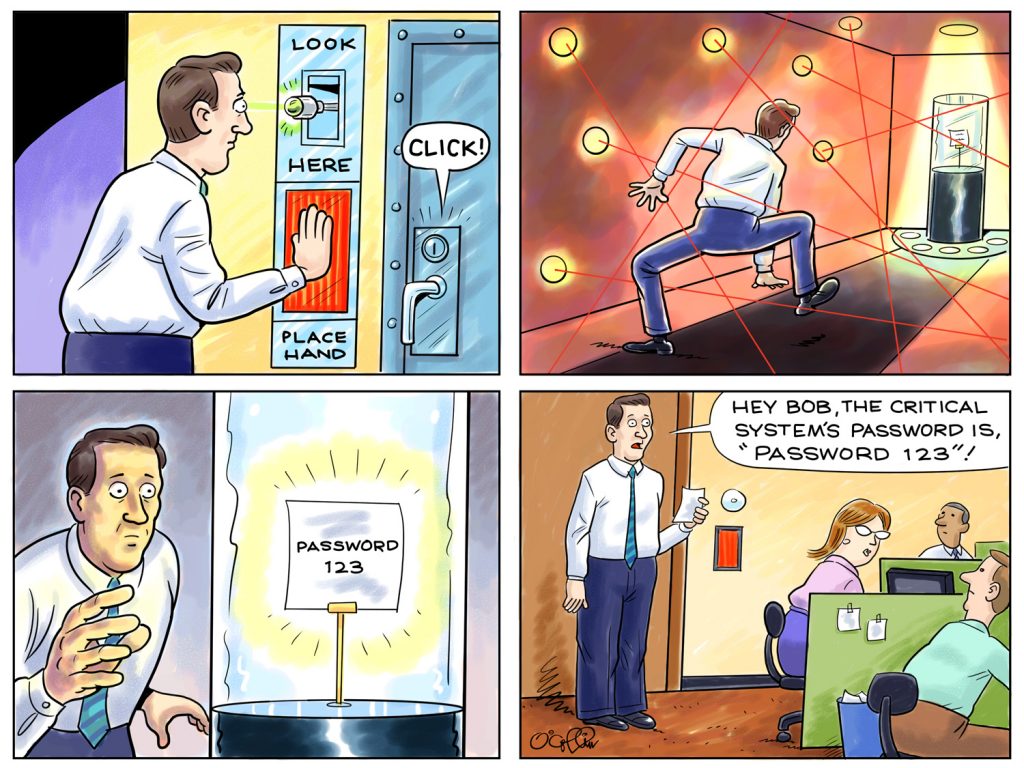 LOOK
HERE
PLACE
HAND
CLICK!
PASSWORD
123
HEY BOB, THE CRITICAL
SYSTEM'S PASSWORD IS,
"PASSWORD 123"!